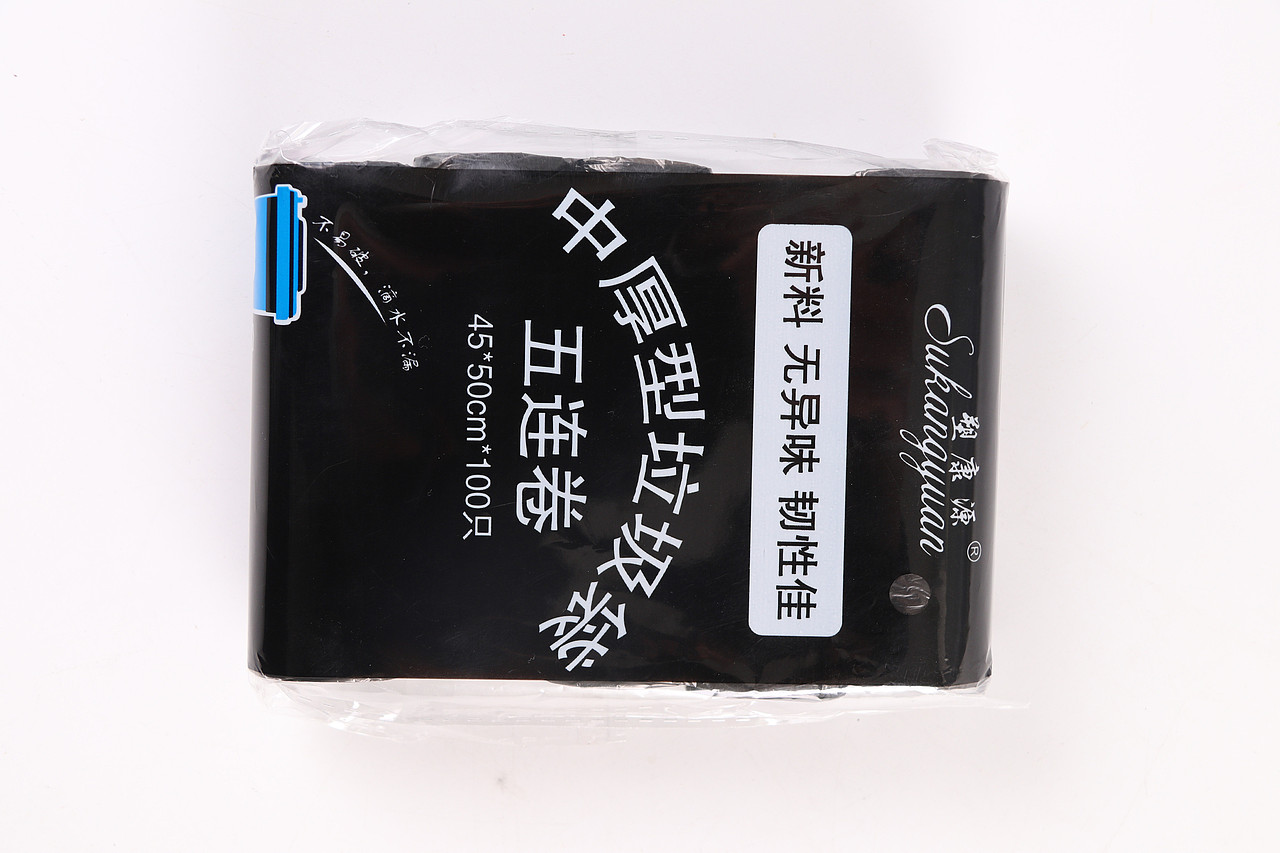 塑康源®
Sukangyuan
新料 无异味 韧性佳
中厚型垃圾袋
五连卷
45*50cm*100只
不易破，滴水不漏